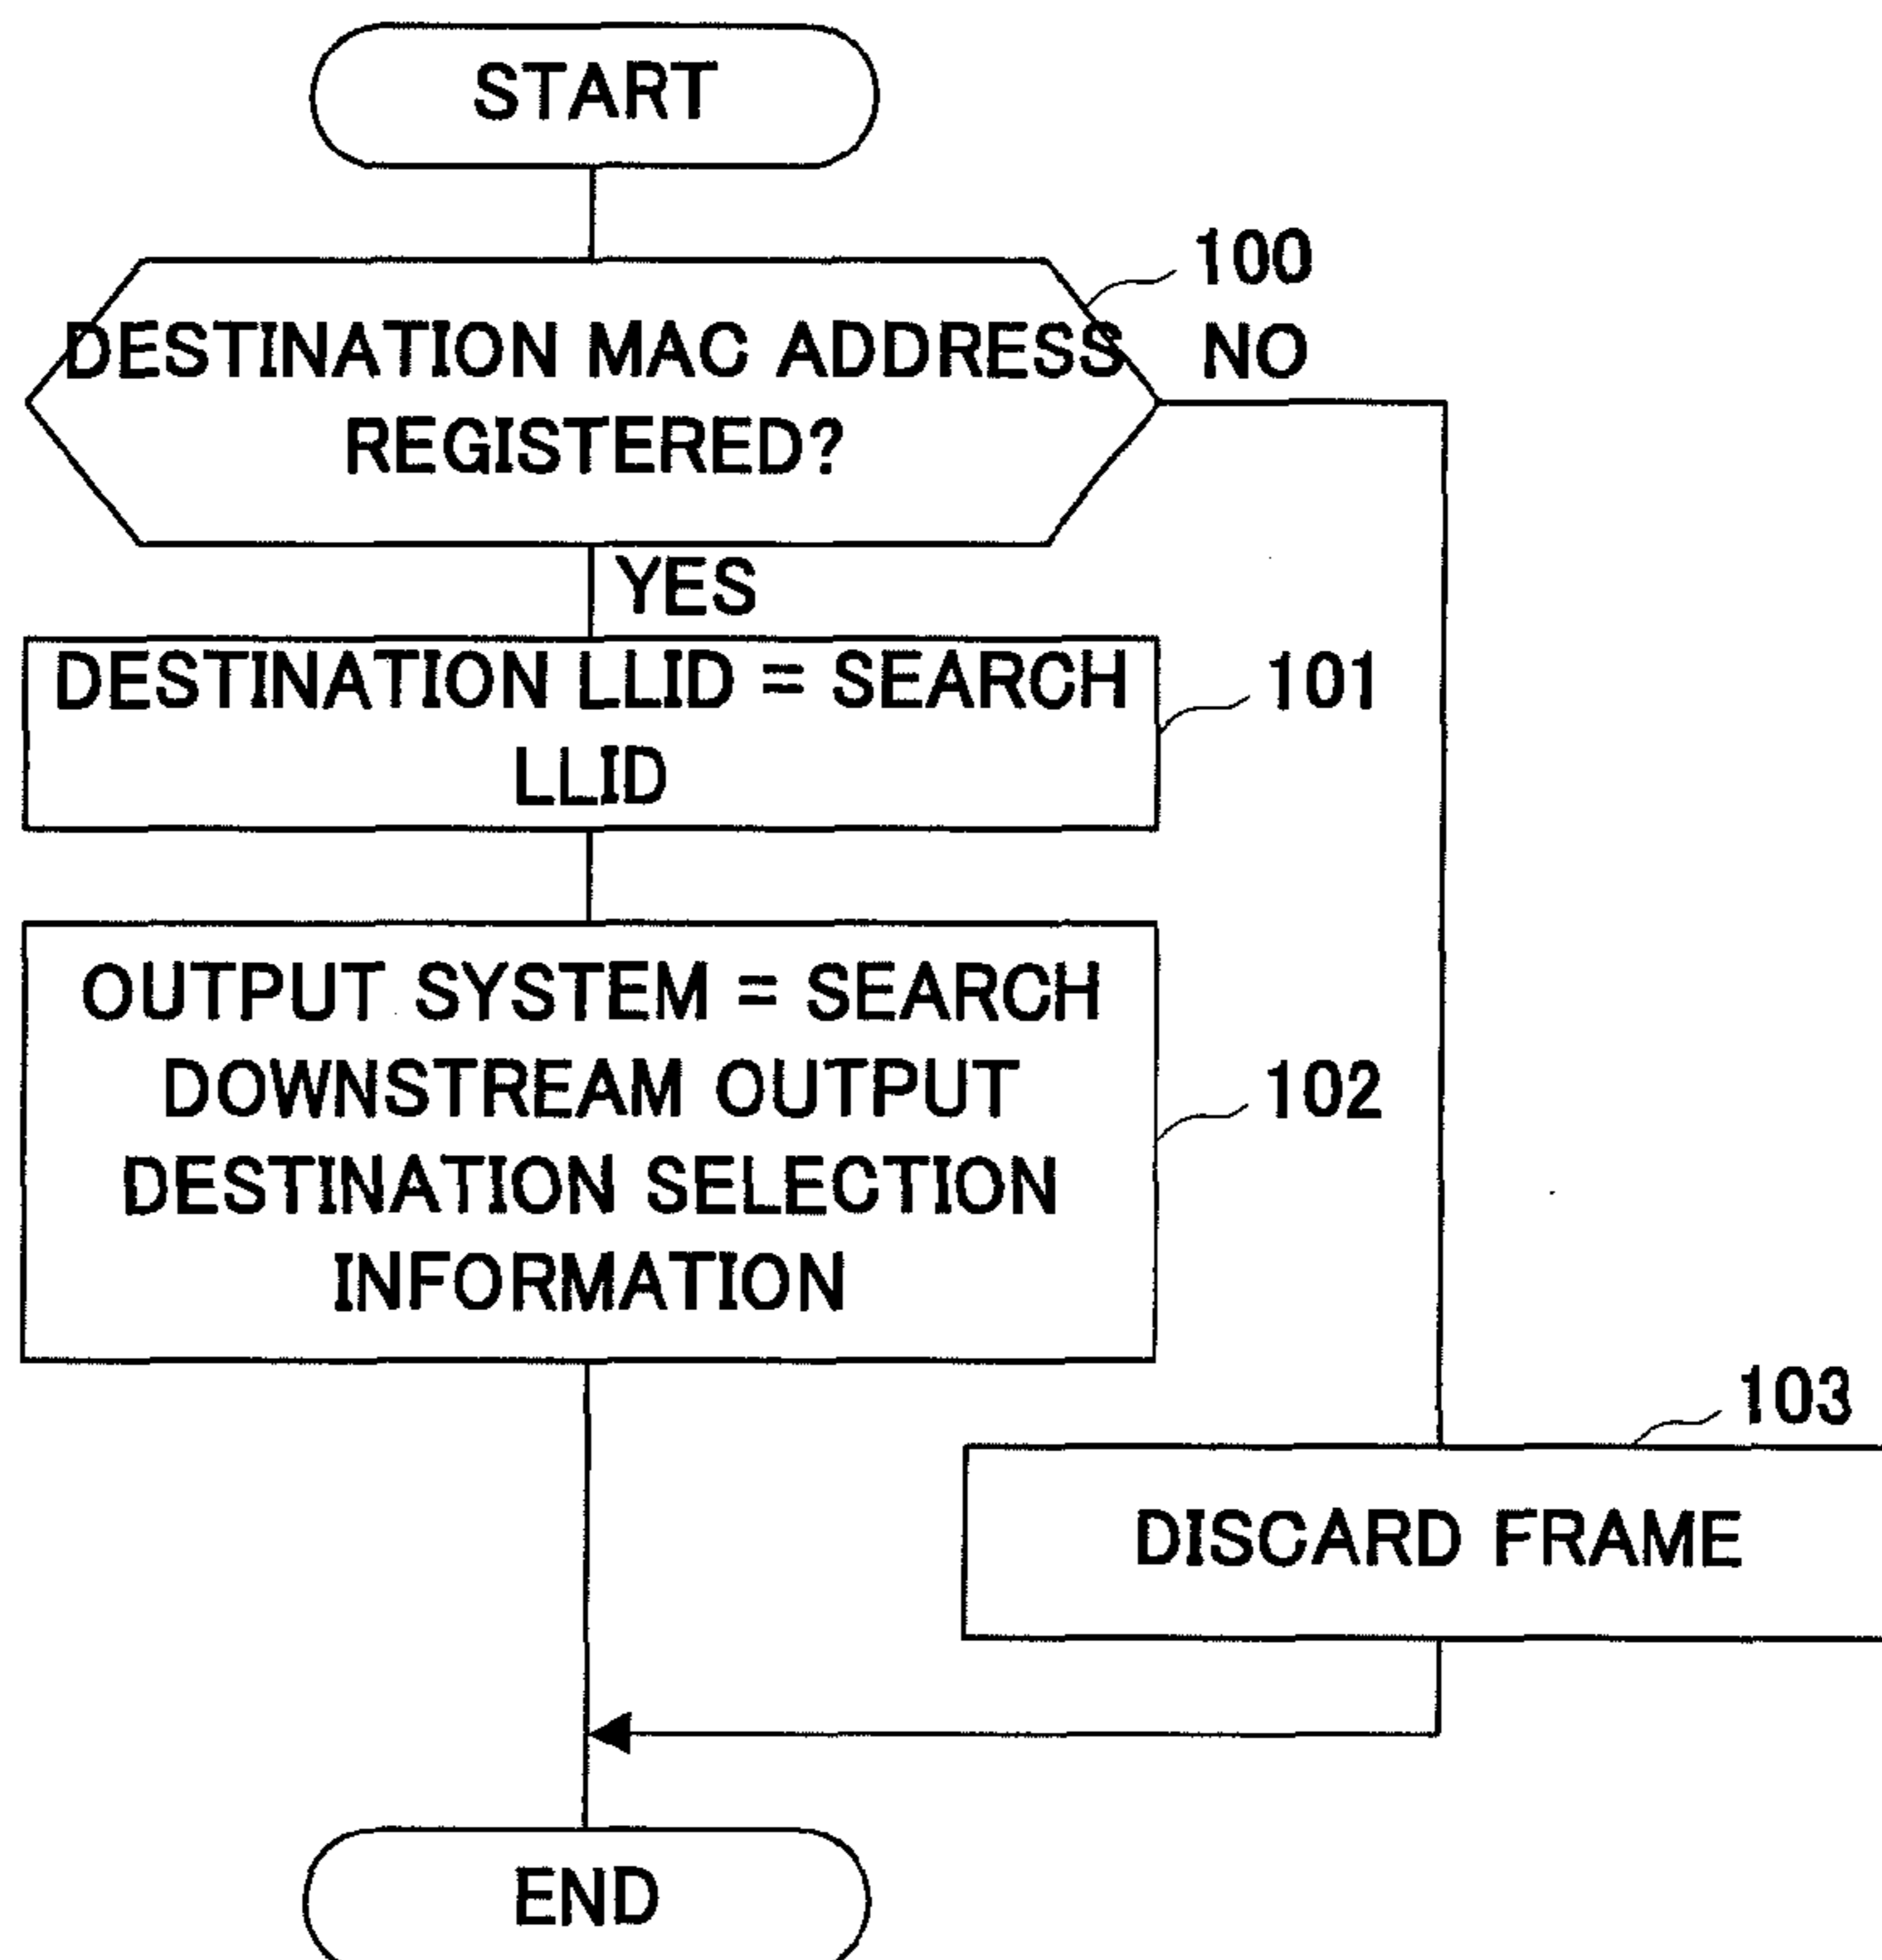 START
100
DESTINATION MAC ADDRESS
REGISTERED?
NO
YES
DESTINATION LLID = SEARCH
LLID
101
OUTPUT SYSTEM = SEARCH
DOWNSTREAM OUTPUT
DESTINATION SELECTION
INFORMATION
102
103
DISCARD FRAME
END